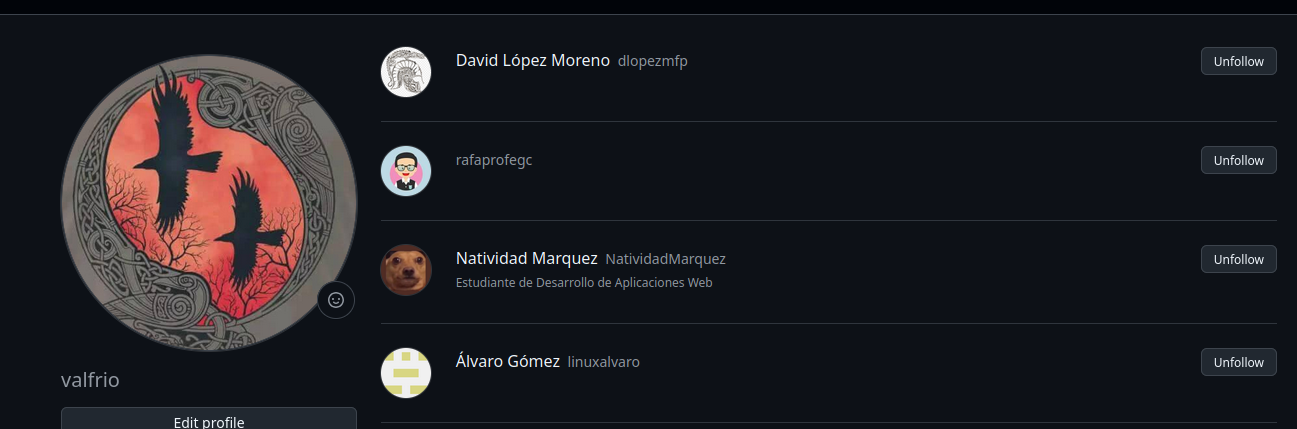 David López Moreno dlopezmfp
Unfollow
rafaprofegc
Unfollow
Natividad Marquez NatividadMarquez
Unfollow
Estudiante de Desarrollo de Aplicaciones Web
Álvaro Gómez linuxalvaro
Unfollow
valfrio
Edit profile